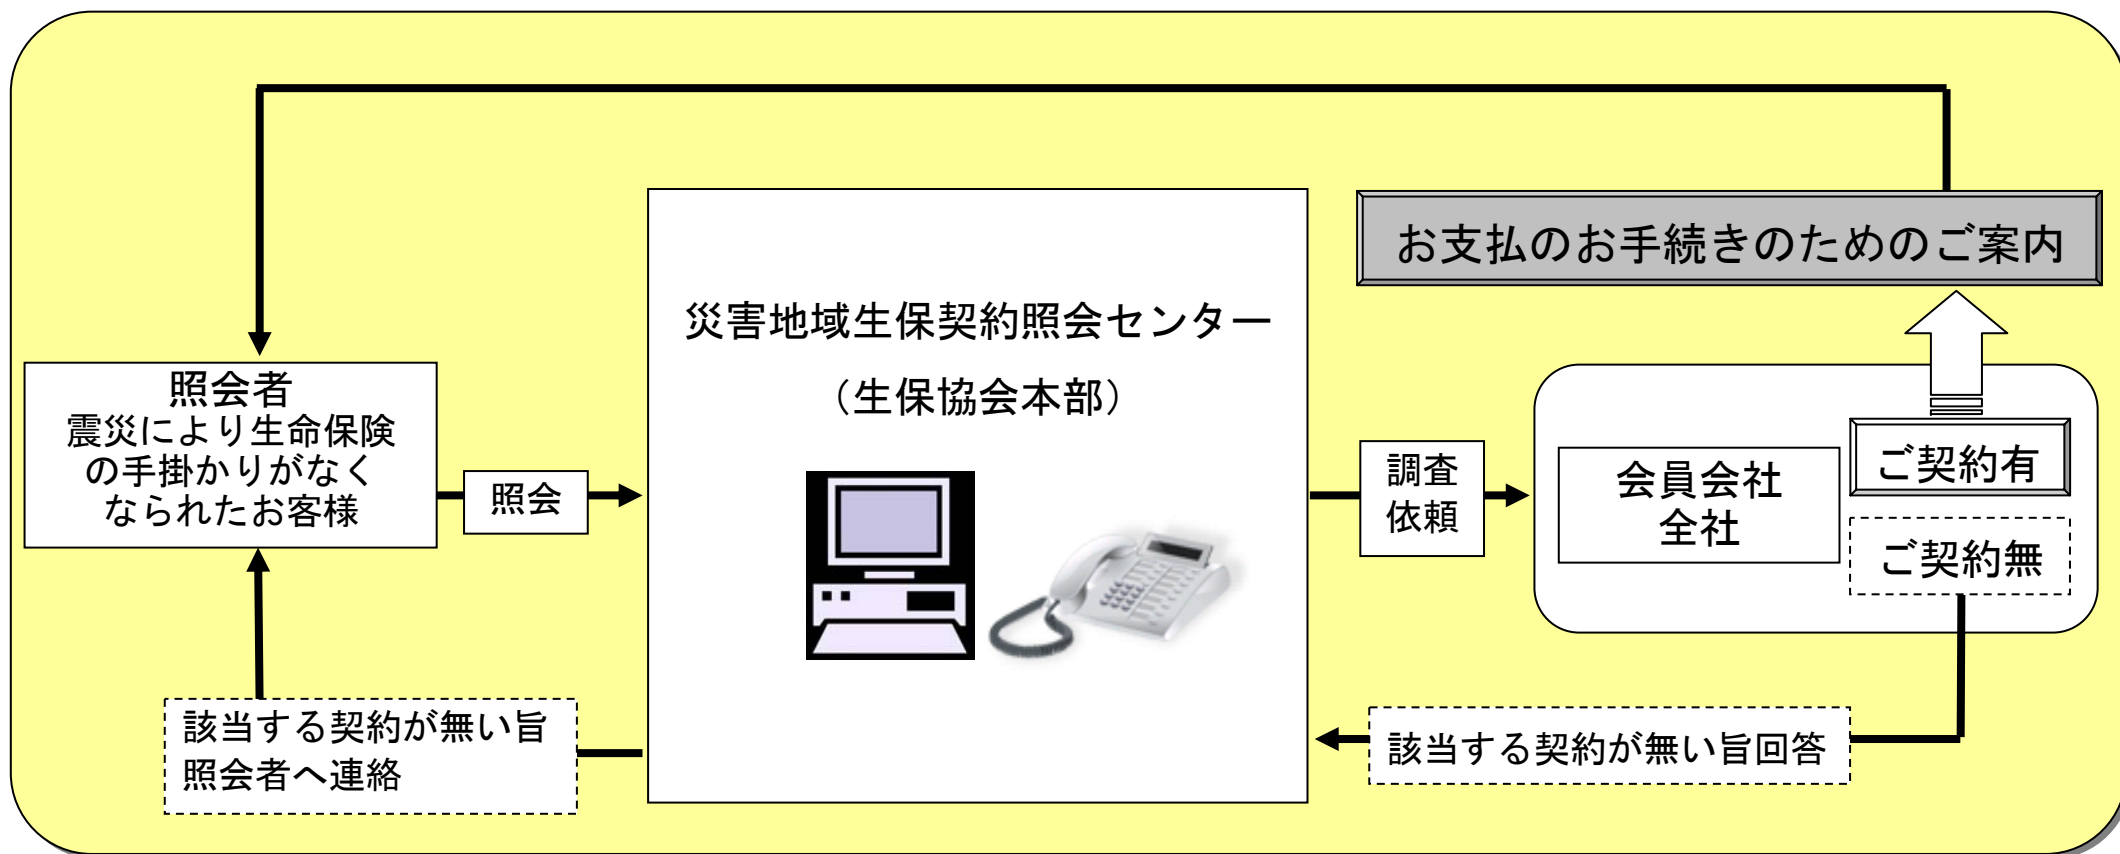 お支払のお手続きのためのご案内
災害地域生保契約照会センター
（生保協会本部）
照会者
震災により生命保険
の手掛かりがなく
なられたお客様
照会
調査
依頼
会員会社
全社
ご契約有
ご契約無
該当する契約が無い旨
照会者へ連絡
該当する契約が無い旨回答